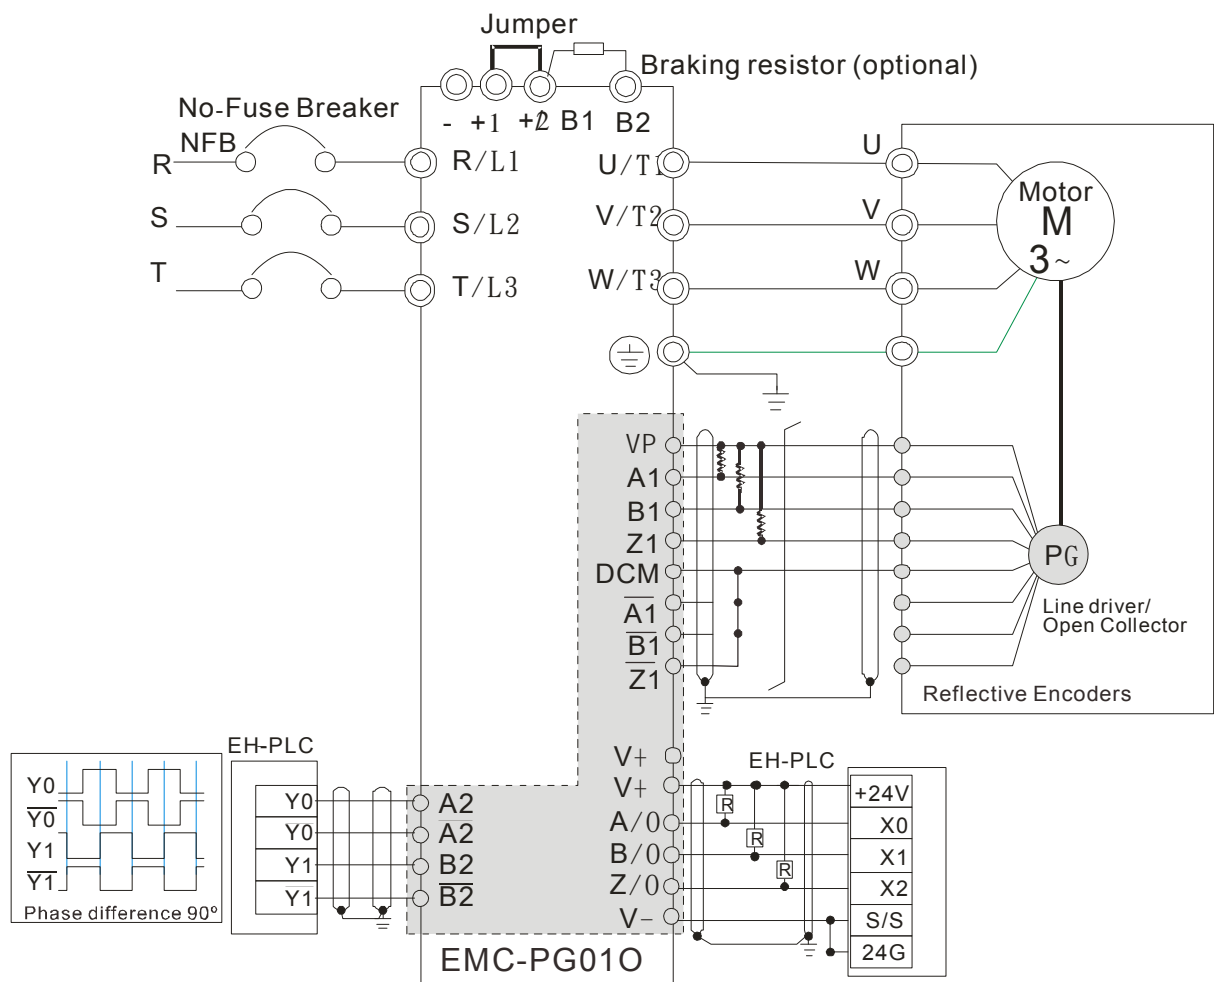 Jumper
Braking resistor (optional)
No-Fuse Breaker
NFB
- +1 +2 B1 B2
R R/L1 U/T1 U
S S/L2 V/T2 V
T T/L3 W/T3 W
Motor
M
3~
VP
A1
B1
Z1
DCM
A1
B1
Z1
PG
Line driver/
Open Collector
Reflective Encoders
V+
V+
A/O
B/O
Z/O
V-
EH-PLC
+24V
X0
X1
X2
S/S
24G
EH-PLC
Y0
Y0
Y1
Y1
A2
A2
B2
B2
Y0
Y0
Y1
Y1
Phase difference 90º
EMC-PG01O
R
R
R